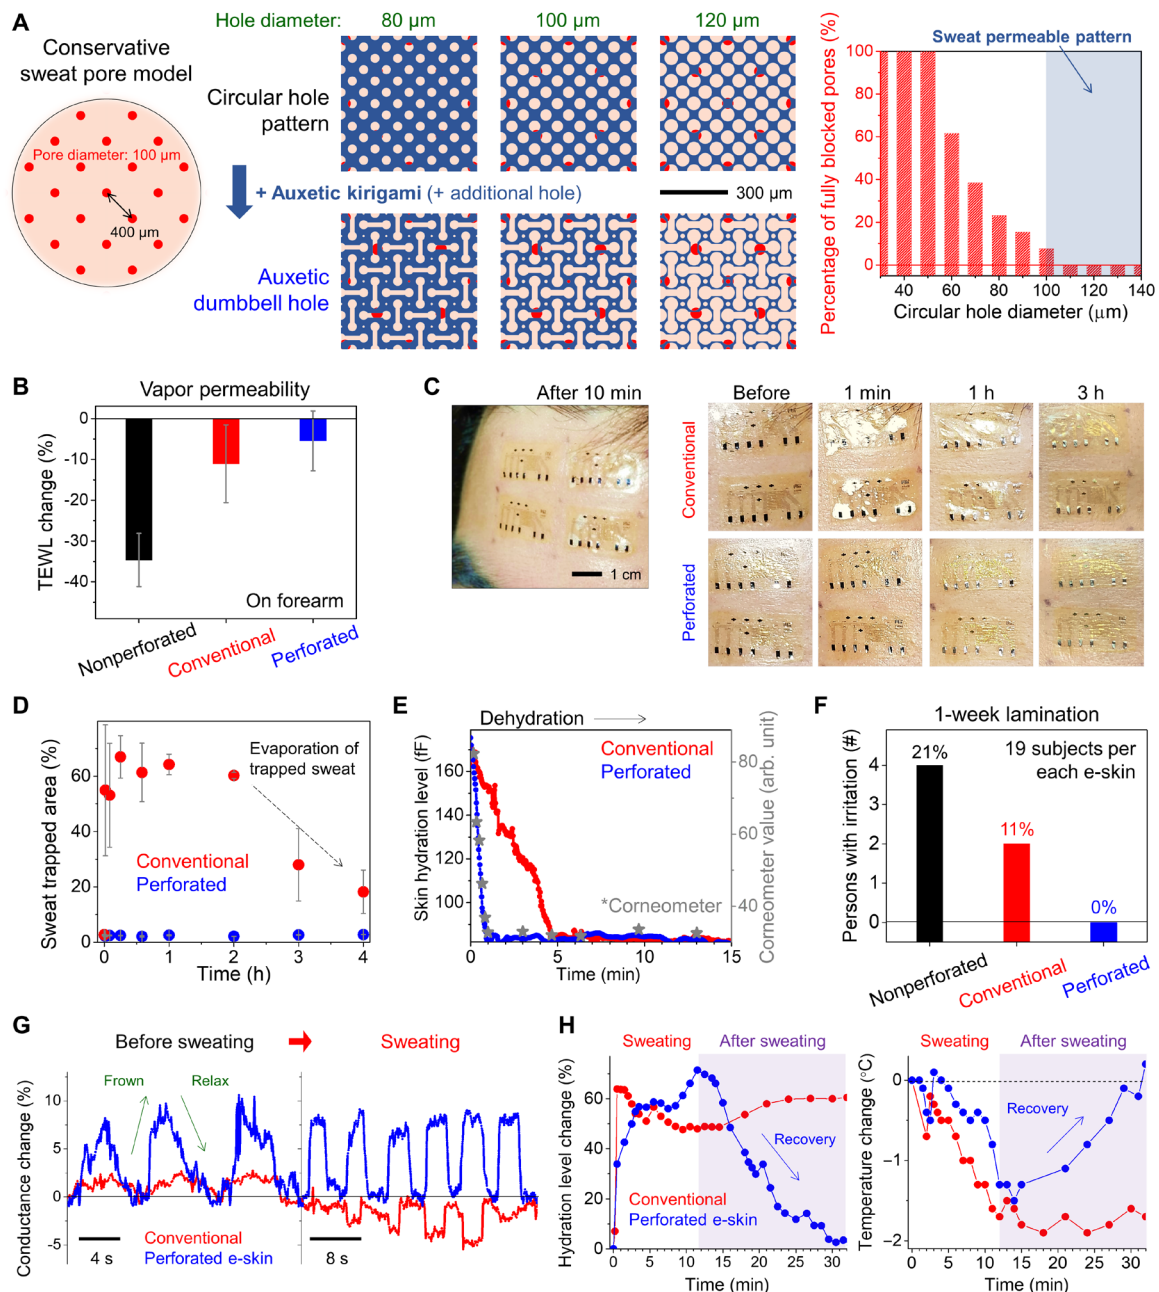 A
Conservative
sweat pore model
Pore diameter: 100 µm
400 µm
Hole diameter:
80 µm
100 µm
120 µm
Circular hole
pattern
+ Auxetic kirigami (+ additional hole)
300 µm
Auxetic
dumbbell hole
Sweat permeable pattern
Percentage of fully blocked pores (%)
100
80
60
40
20
0
40 60 80 100 120 140
Circular hole diameter (µm)
B
Vapor permeability
TEWL change (%)
0
-10
-20
-30
-40
On forearm
Nonperforated
Conventional
Perforated
C
After 10 min
1 cm
Before
1 min
1 h
3 h
Conventional
Perforated
D
Sweat trapped area (%)
80
60
40
20
0
Evaporation of
trapped sweat
Conventional
Perforated
0 1 2 3 4
Time (h)
E
Dehydration
Skin hydration level (fF)
160
140
120
100
Conventional
Perforated
*Corneometer
80
60
40
Corneometer value (arb. unit)
0 5 10 15
Time (min)
F
1-week lamination
Persons with irritation (#)
4
3
2
1
0
21%
19 subjects per
each e-skin
11%
0%
Nonperforated
Conventional
Perforated
G
Before sweating
Sweating
Conductance change (%)
10
5
0
-5
Frown
Relax
Conventional
Perforated e-skin
4 s
8 s
H
Sweating
After sweating
Hydration level change (%)
80
60
40
20
0
Recovery
Conventional
Perforated e-skin
0 5 10 15 20 25 30
Time (min)
Sweating
After sweating
Temperature change (°C)
0
−1
−2
Recovery
0 5 10 15 20 25 30
Time (min)